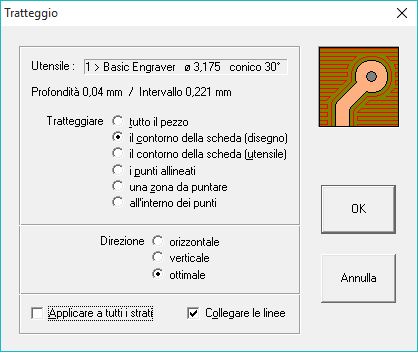 Tratteggio
Utensile : 1 > Basic Engraver ø 3,175 conico 30°
Profondità 0,04 mm / Intervallo 0,221 mm
Tratteggiare tutto il pezzo
il contorno della scheda (disegno)
il contorno della scheda (utensile)
i punti allineati
una zona da puntare
all'interno dei punti
OK
Direzione orizzontale
verticale
ottimale
Annulla
Applicare a tutti i strati
Collegare le linee